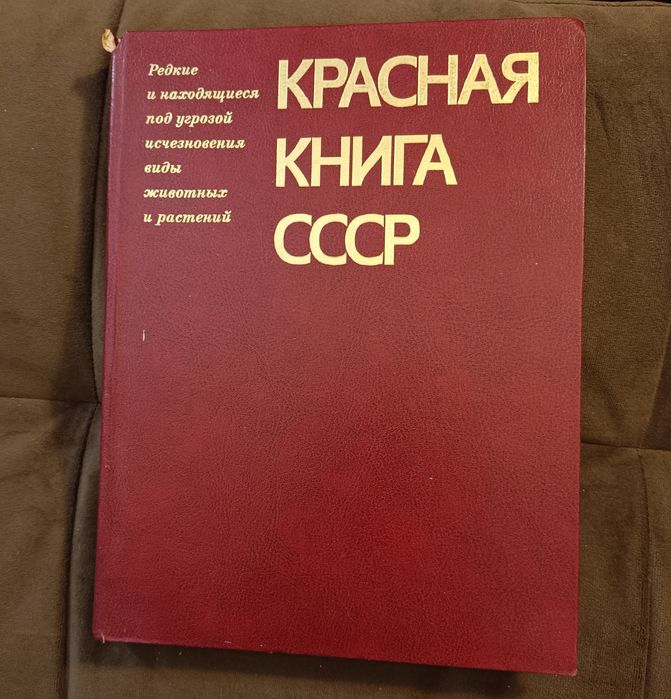 Редкие
и находящиеся
под угрозой
исчезновения
виды
животных
и растений
КРАСНАЯ
КНИГА
СССР